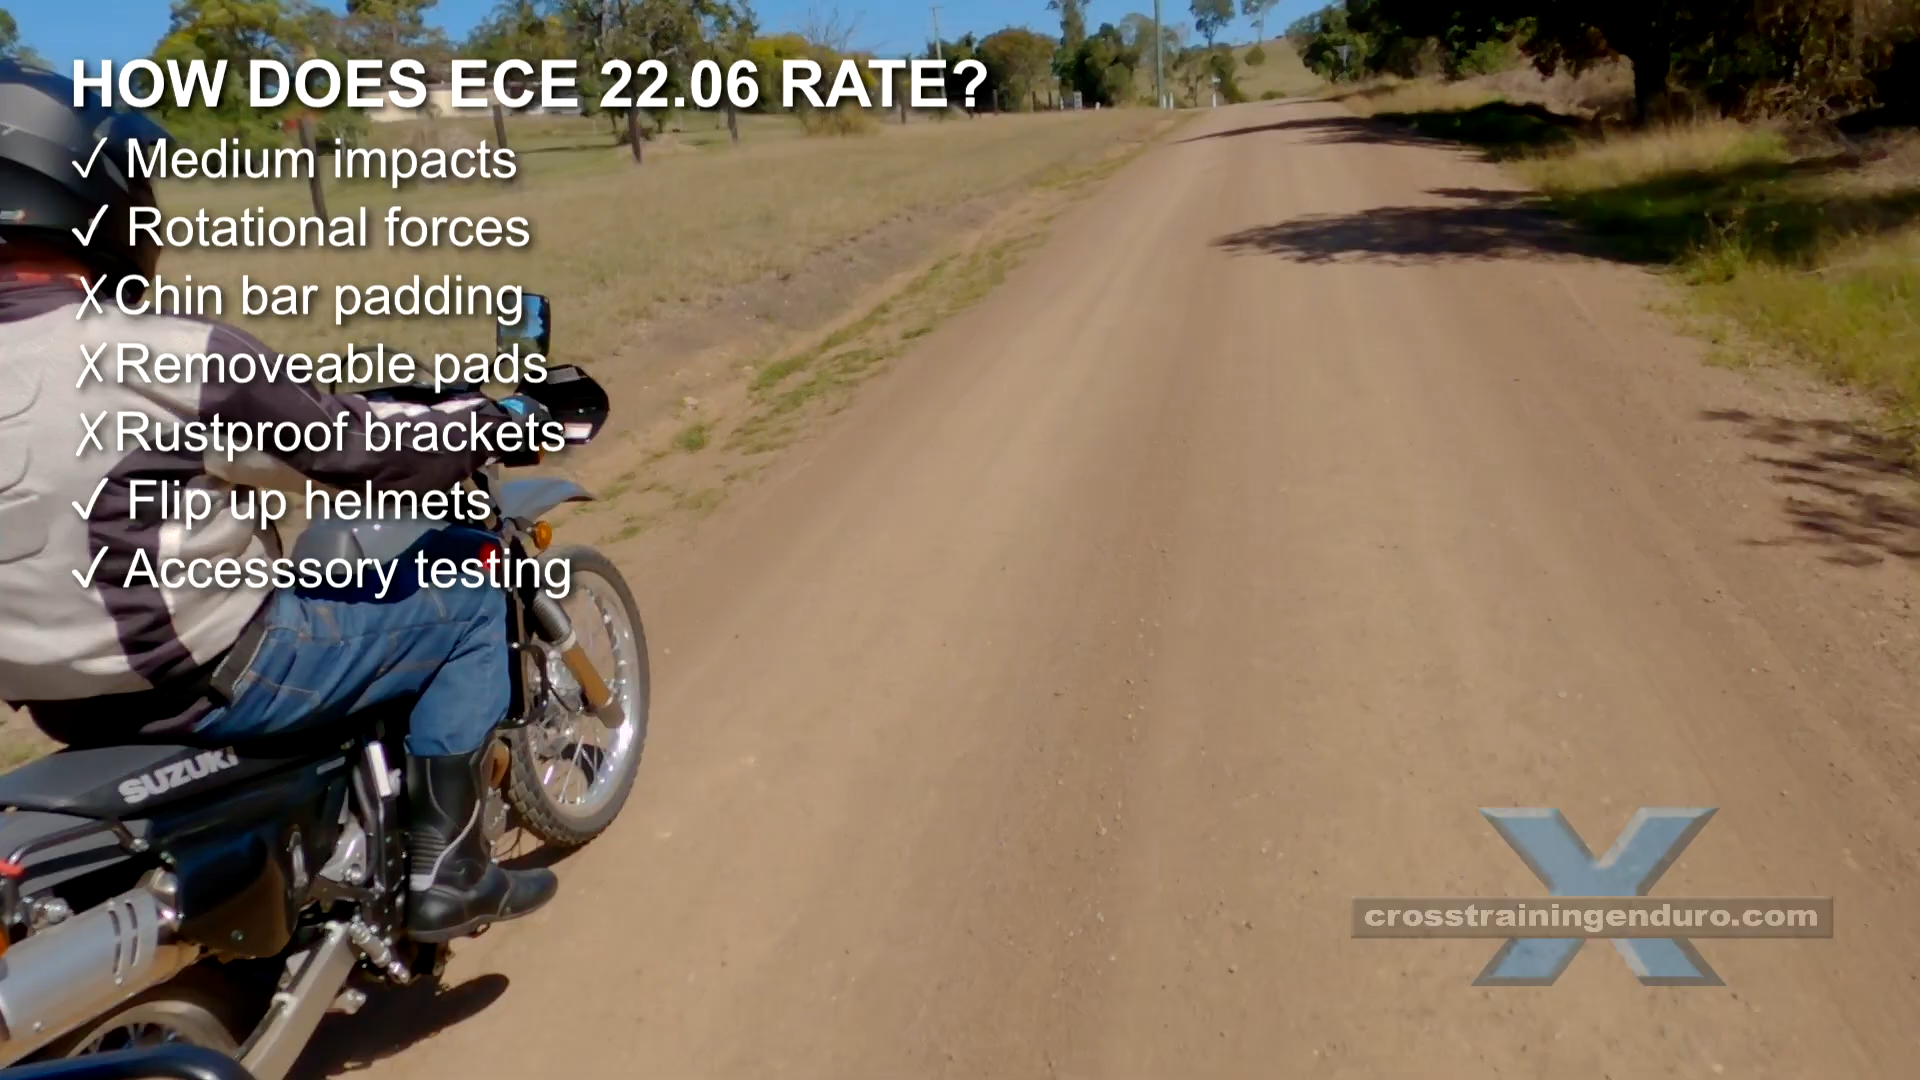 HOW DOES ECE 22.06 RATE?
✓ Medium impacts
✓ Rotational forces
X Chin bar padding
X Removeable pads
X Rustproof brackets
✓ Flip up helmets
✓ Accesssory testing
SUZUKI
crosstrainingenduro.com